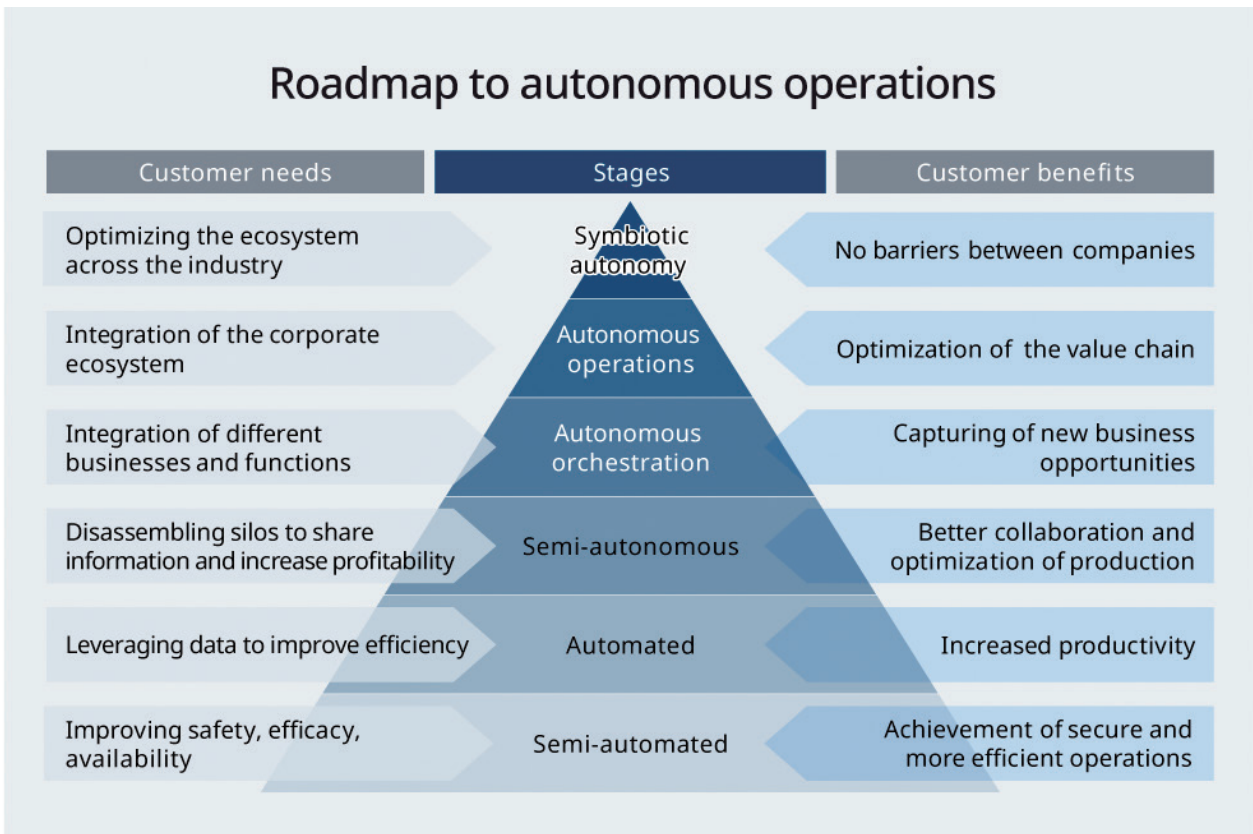 Roadmap to autonomous operations
Customer needs
Stages
Customer benefits
Optimizing the ecosystem
across the industry
Symbiotic
autonomy
No barriers between companies
Integration of the corporate
ecosystem
Autonomous
operations
Optimization of the value chain
Integration of different
businesses and functions
Autonomous
orchestration
Capturing of new business
opportunities
Disassembling silos to share
information and increase profitability
Semi-autonomous
Better collaboration and
optimization of production
Leveraging data to improve efficiency
Automated
Increased productivity
Improving safety, efficacy,
availability
Semi-automated
Achievement of secure and
more efficient operations